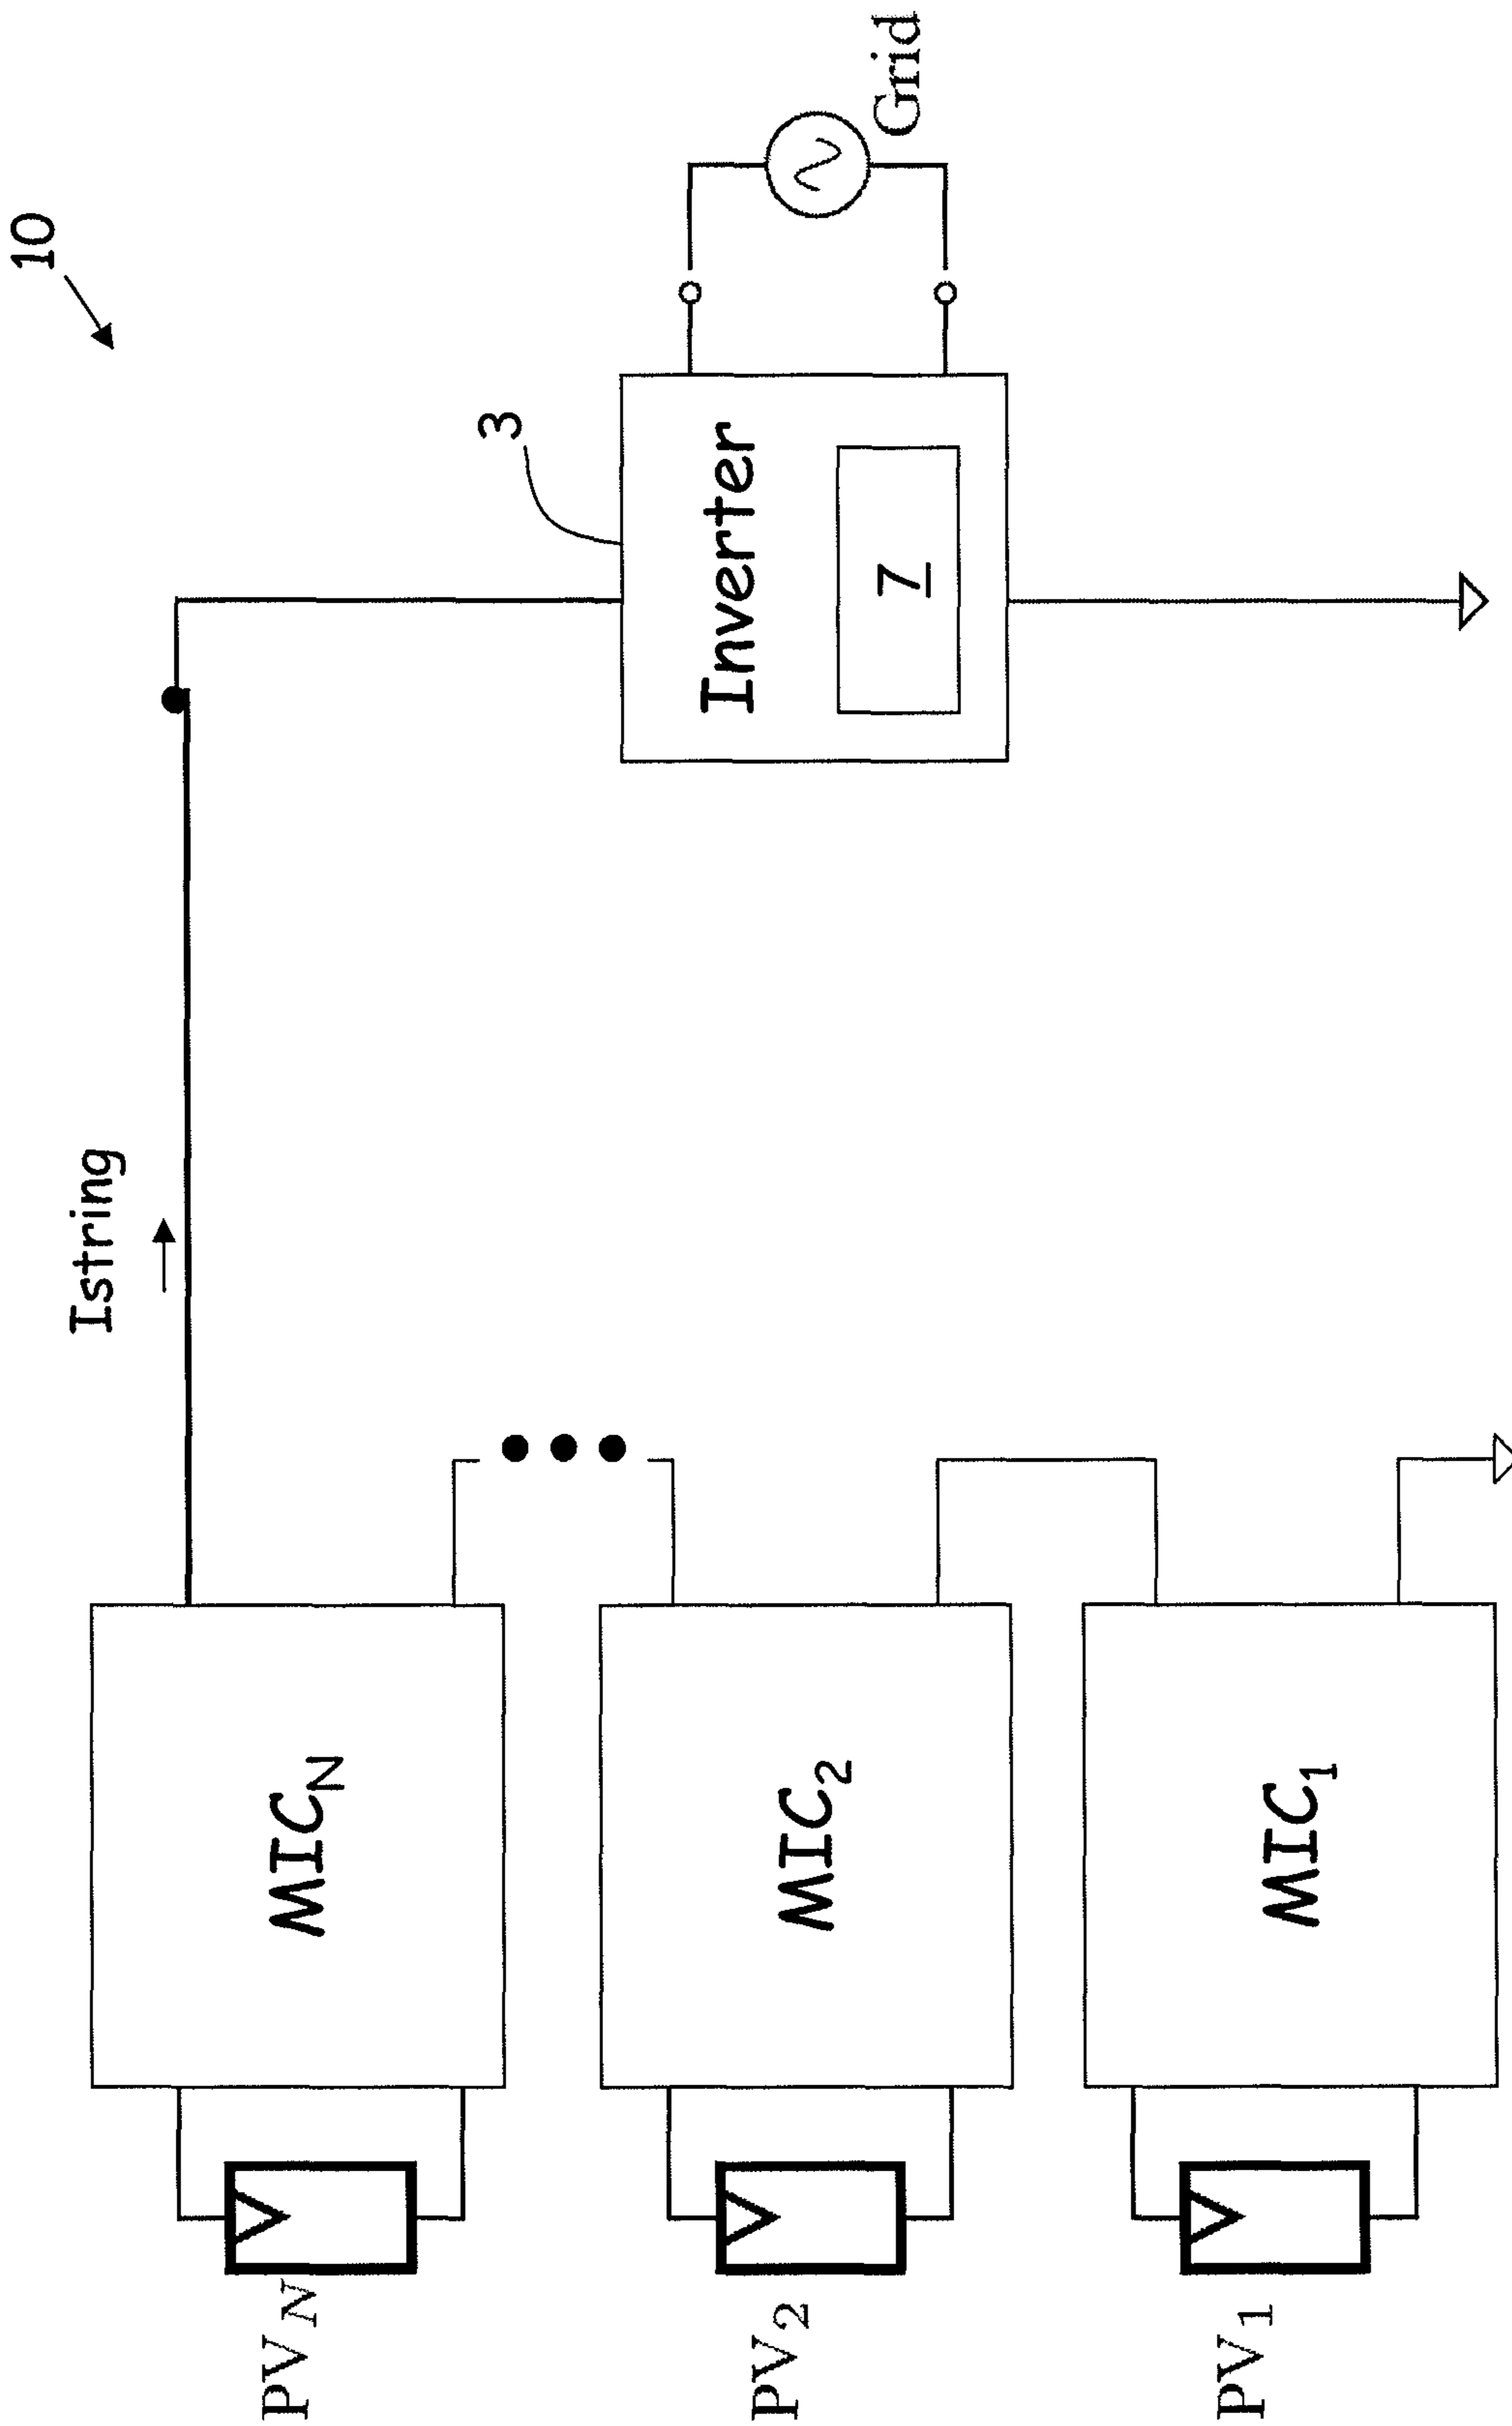 10
Istring
3
Grid
Inverter
7
MIC_N
PV_N
MIC_2
PV_2
MIC_1
PV_1